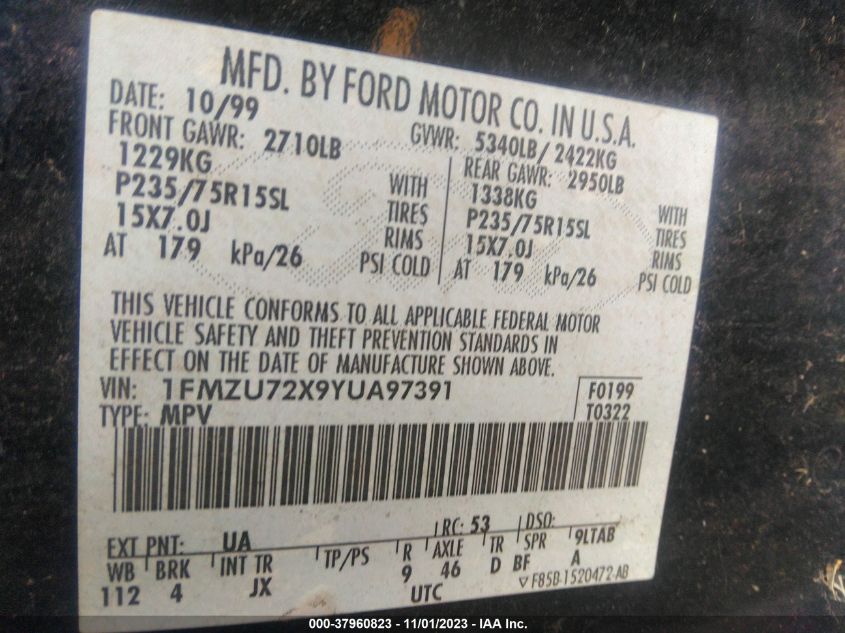 MFD. BY FORD MOTOR CO. IN U.S.A.
DATE: 10/99 GVWR: 5340LB/ 2422KG
FRONT GAWR: 2710LB REAR GAWR: 2950LB
1229KG WITH 1338KG WITH
P235/75R15SL TIRES P235/75R15SL TIRES
15X7.0J RIMS 15X7.0J RIMS
AT 179 kPa/26 PSI COLD AT 179 kPa/26 PSI COLD
THIS VEHICLE CONFORMS TO ALL APPLICABLE FEDERAL MOTOR
VEHICLE SAFETY AND THEFT PREVENTION STANDARDS IN
EFFECT ON THE DATE OF MANUFACTURE SHOWN ABOVE.
VIN: 1FMZU72X9YUA97391 F0199
TYPE: MPV T0322
EXT PNT: UA RC: 53 DSO:
WB BRK INT TR TP/PS R AXLE TR SPR 9LTAB
112 4 JX 9 46 D BF A
UTC F85B-1520472-AB
000-37960823 - 11/01/2023 - IAA Inc.